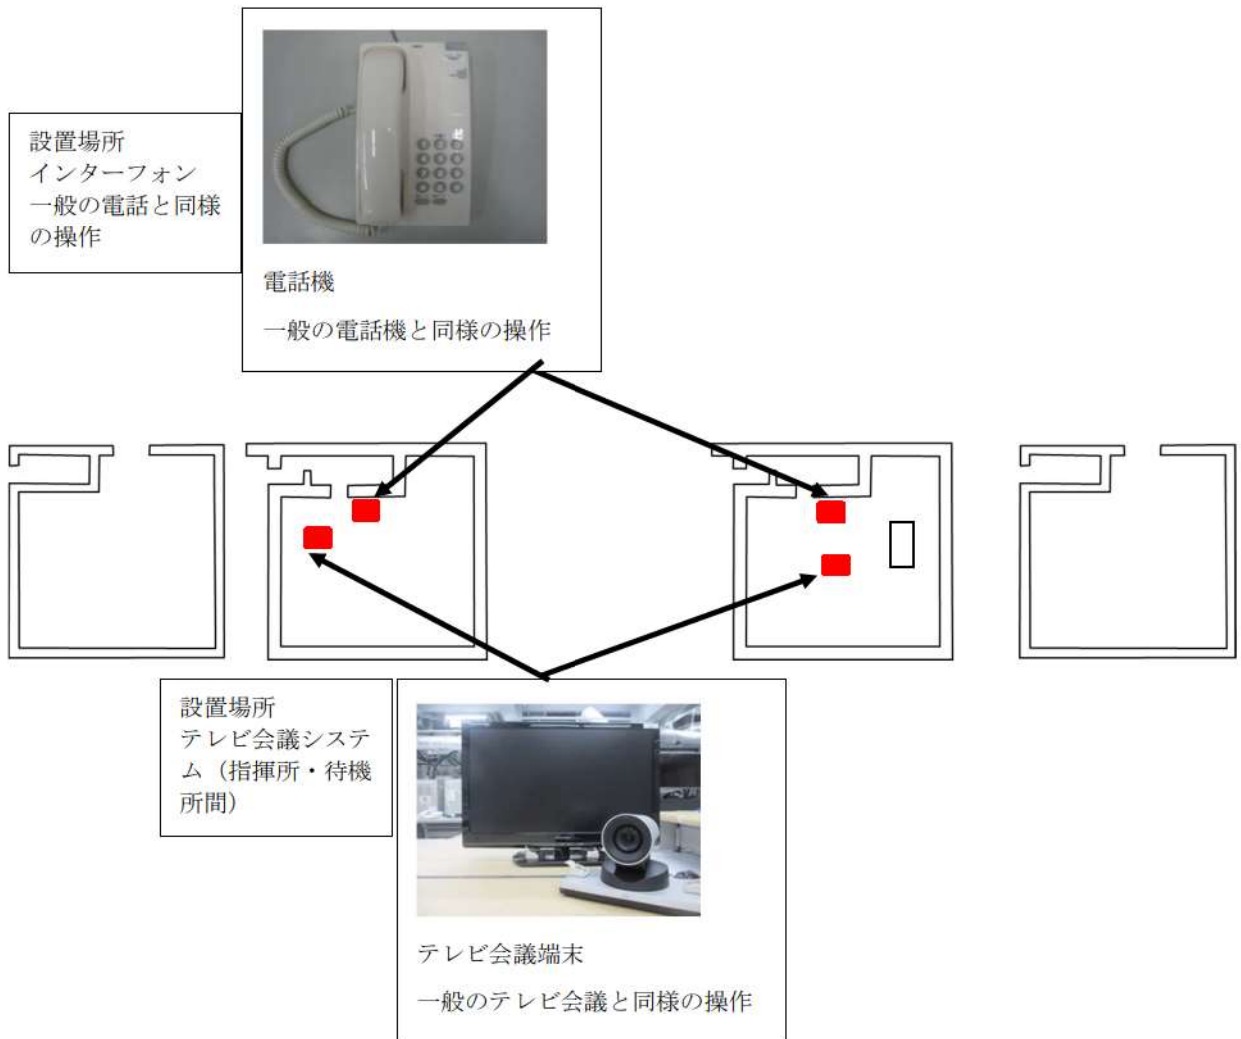 設置場所
インターフォン
一般の電話と同様
の操作
電話機
一般の電話機と同様の操作
設置場所
テレビ会議システ
ム（指揮所・待機
所間）
テレビ会議端末
一般のテレビ会議と同様の操作